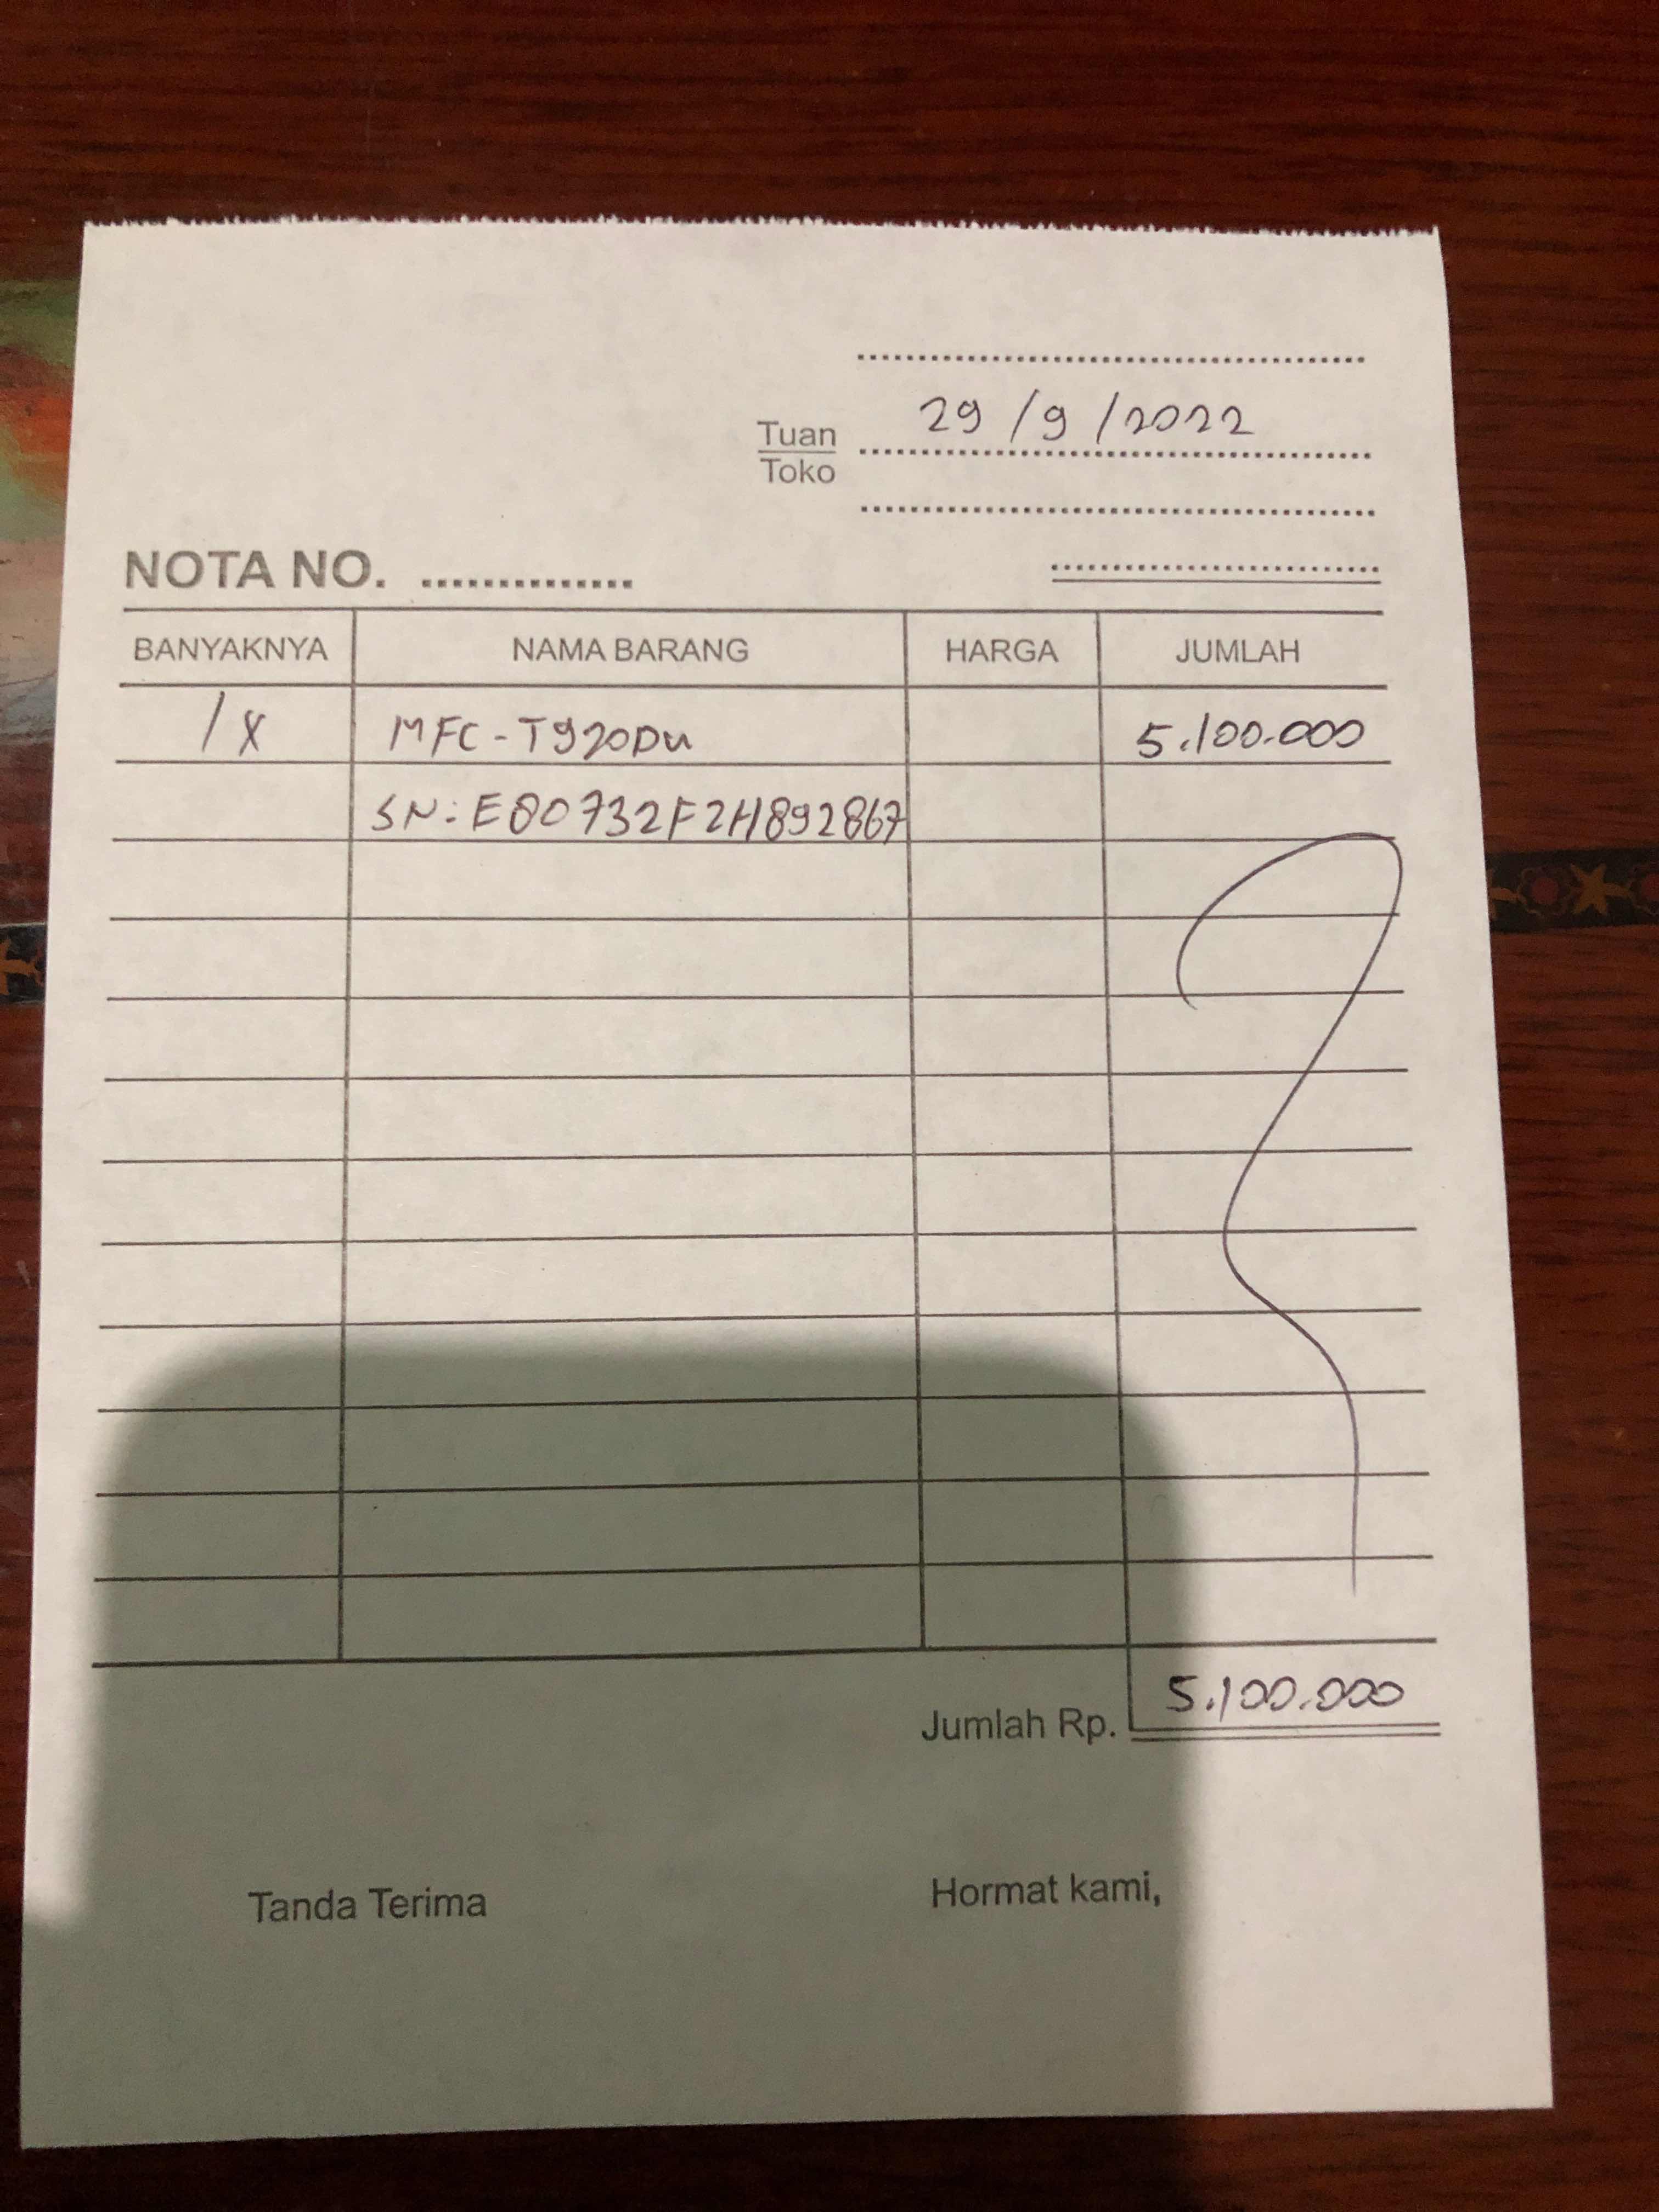 29/9/2022
Tuan
Toko
NOTA NO. ..............
BANYAKNYA NAMA BARANG HARGA JUMLAH
1x MFC-T920DW 5.100.000
SN: E80732F2H892867
Jumlah Rp. 5.100.000
Tanda Terima Hormat kami,